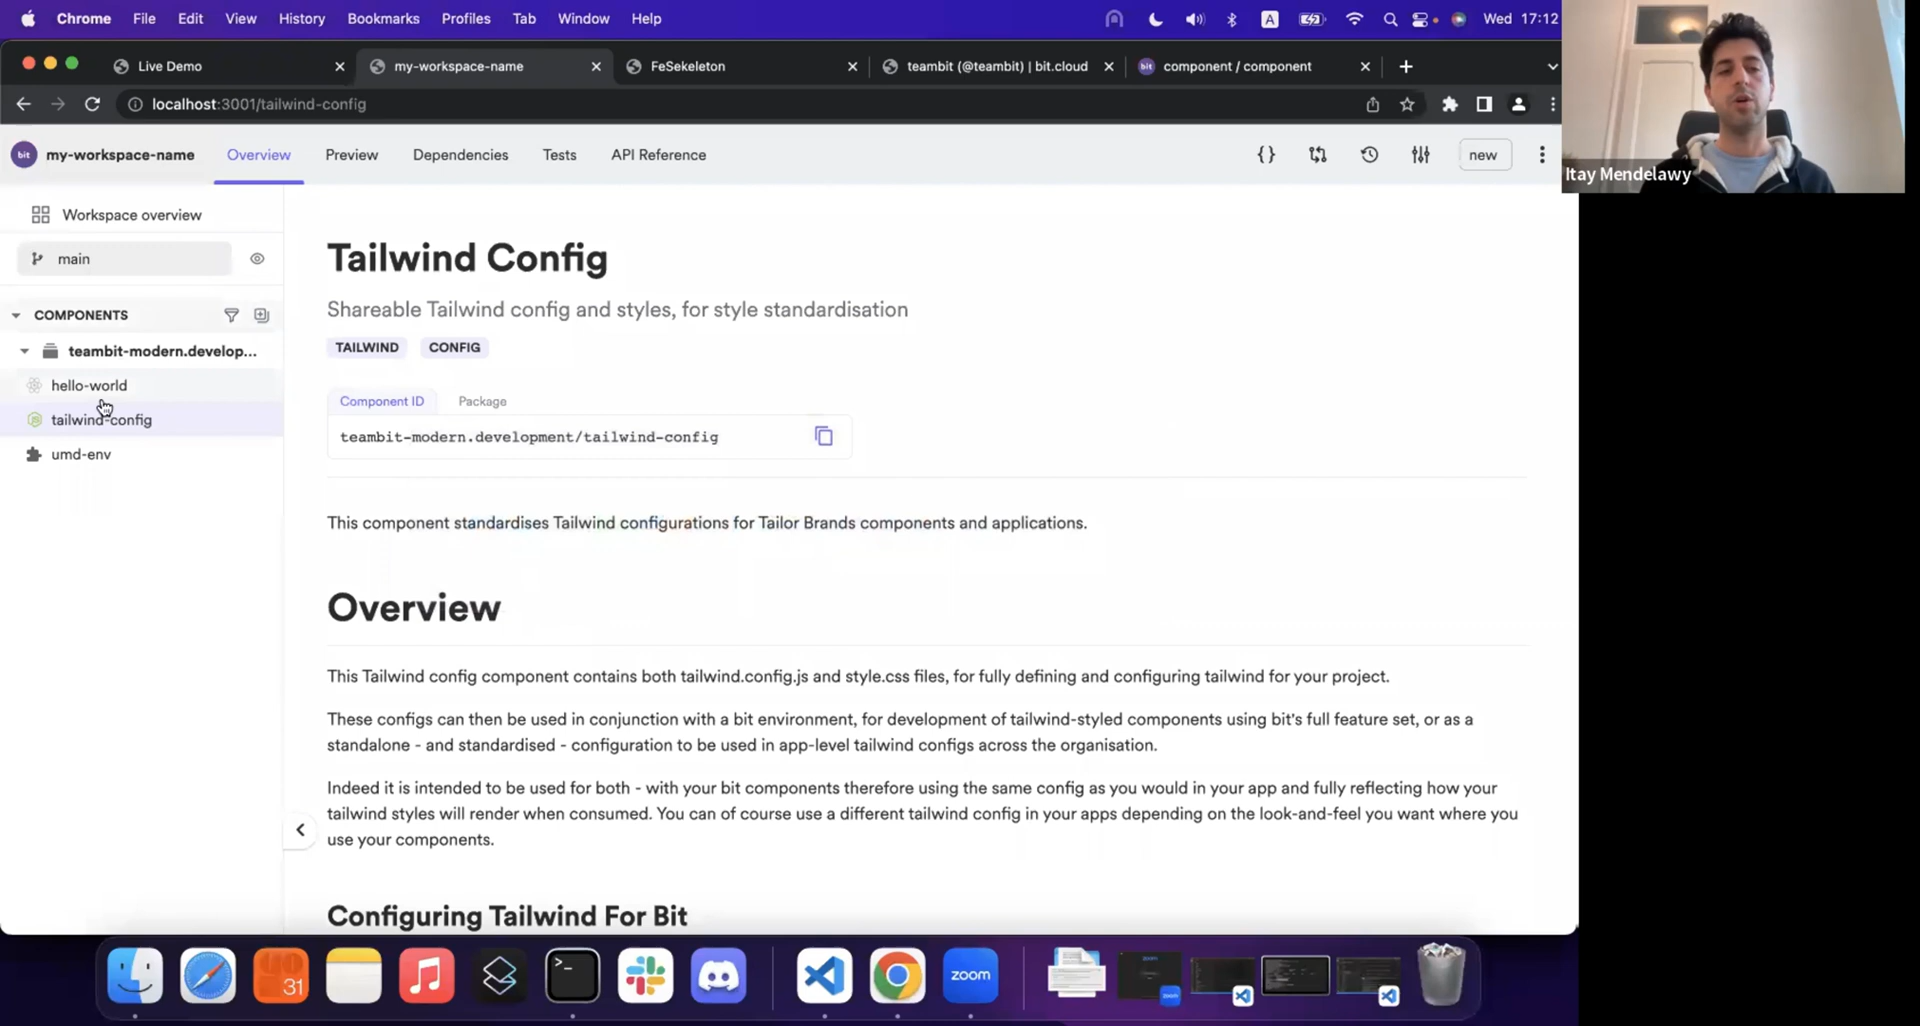 Chrome File Edit View History Bookmarks Profiles Tab Window Help A Wed 17:12
Live Demo my-workspace-name FeSekeleton teambit (@teambit) | bit.cloud bit component / component
localhost:3001/tailwind-config
bit my-workspace-name Overview Preview Dependencies Tests API Reference new
Itay Mendelawy
Workspace overview
main
COMPONENTS
teambit-modern.develop...
hello-world
tailwind-config
umd-env
Tailwind Config
Shareable Tailwind config and styles, for style standardisation
TAILWIND CONFIG
Component ID Package
teambit-modern.development/tailwind-config
This component standardises Tailwind configurations for Tailor Brands components and applications.
Overview
This Tailwind config component contains both tailwind.config.js and style.css files, for fully defining and configuring tailwind for your project.
These configs can then be used in conjunction with a bit environment, for development of tailwind-styled components using bit's full feature set, or as a
standalone - and standardised - configuration to be used in app-level tailwind configs across the organisation.
Indeed it is intended to be used for both - with your bit components therefore using the same config as you would in your app and fully reflecting how your
tailwind styles will render when consumed. You can of course use a different tailwind config in your apps depending on the look-and-feel you want where you
use your components.
Configuring Tailwind For Bit
31
zoom